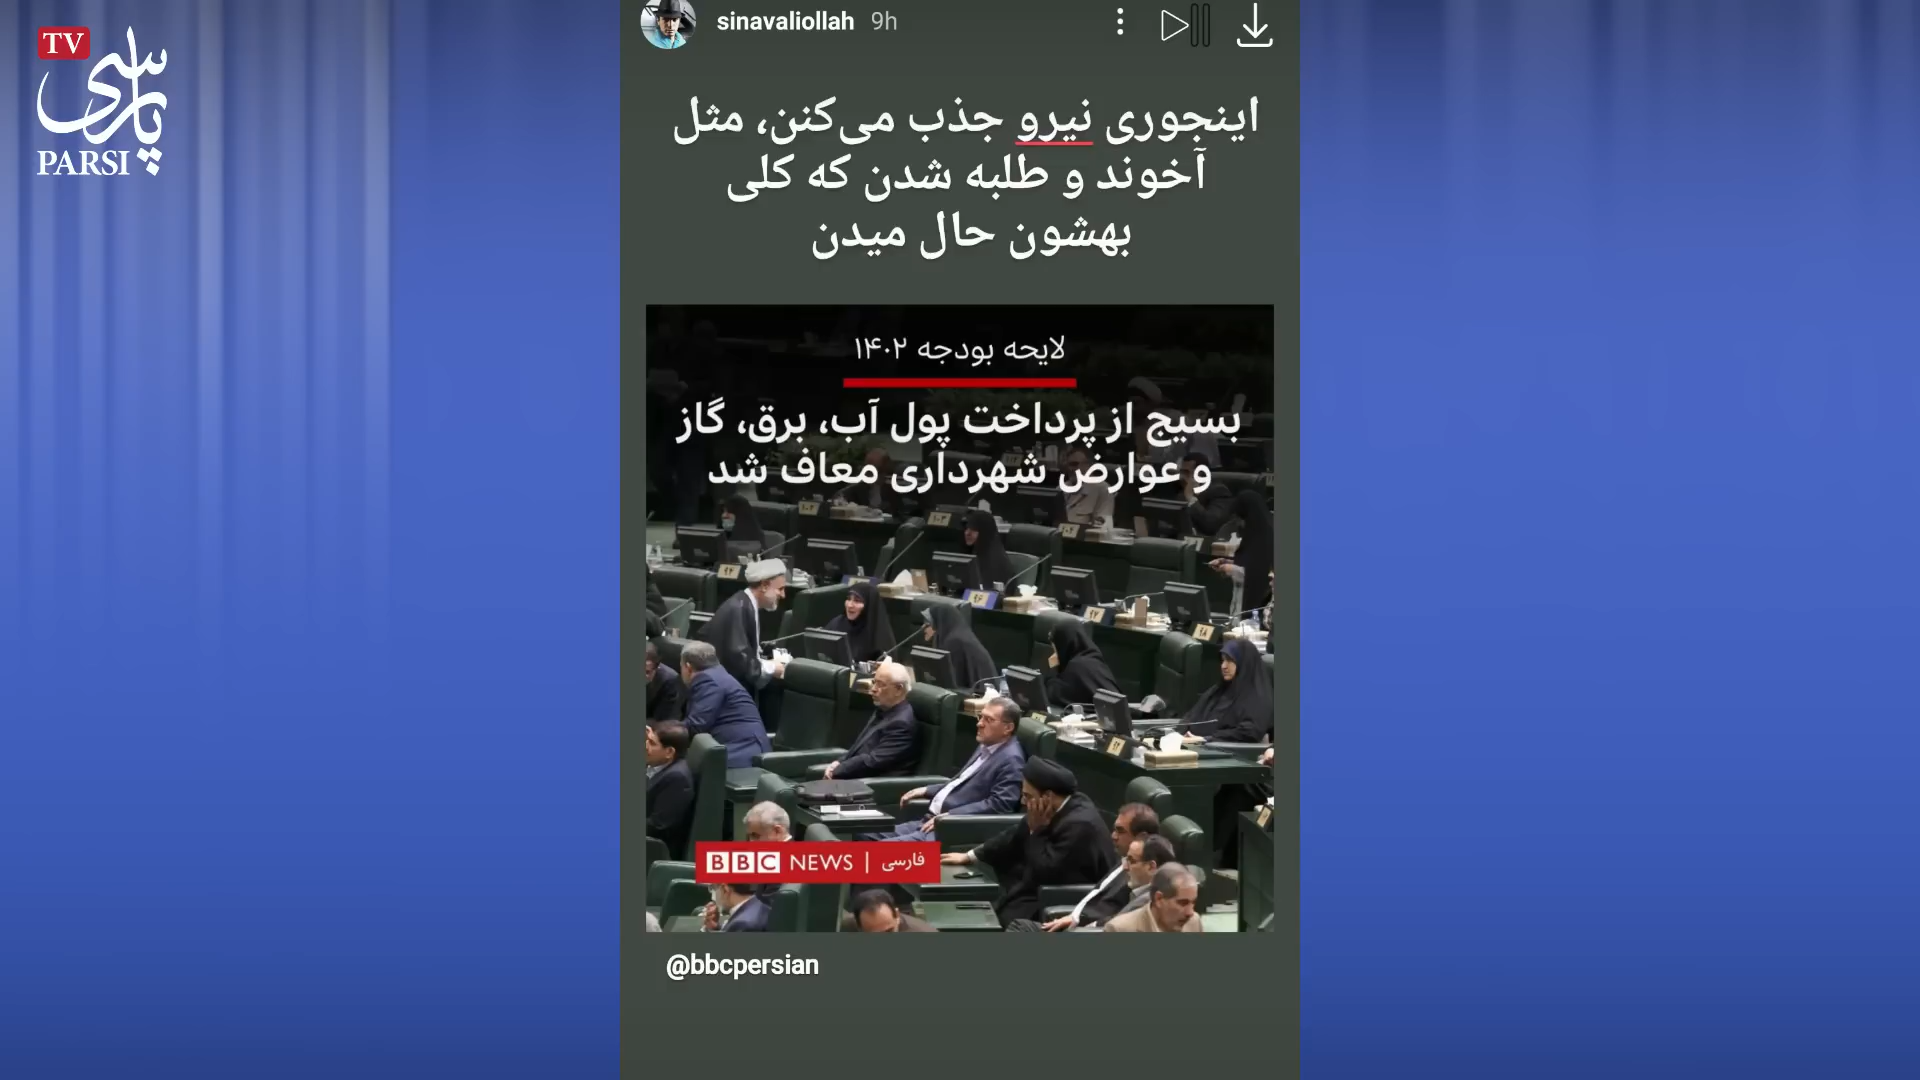 TV
پارسی
PARSI
sinavaliollah 9h
اینجوری نیرو جذب می‌کنن، مثل
آخوند و طلبه شدن که کلی
بهشون حال میدن
لایحه بودجه ۱۴۰۲
بسیج از پرداخت پول آب، برق، گاز
و عوارض شهرداری معاف شد
BBC NEWS | فارسی
@bbcpersian